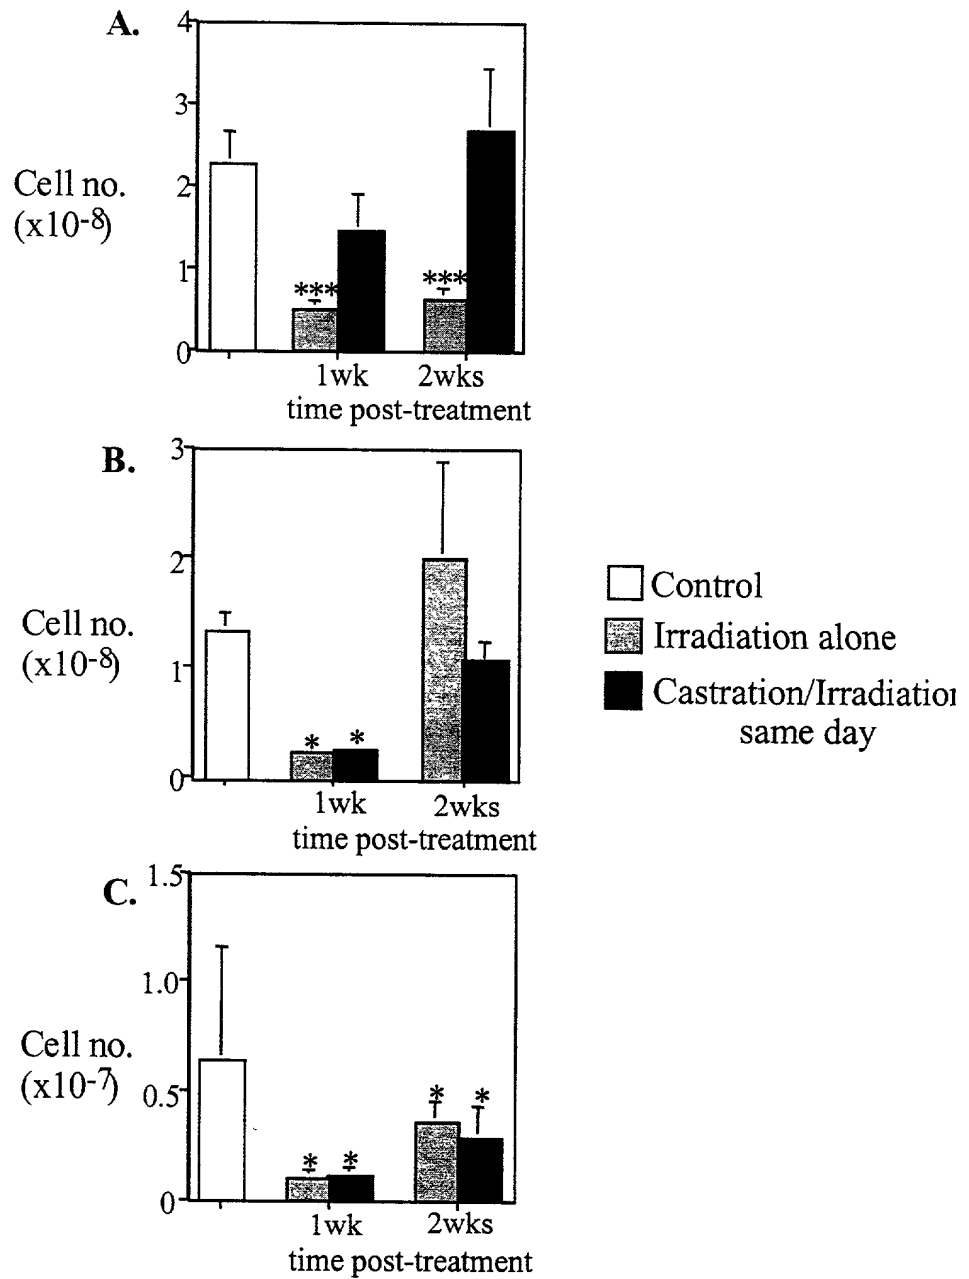 A.
4
3
2
1
0
Cell no.
(x10-8)
***
***
1wk 2wks
time post-treatment
B.
3
2
1
0
Cell no.
(x10-8)
* *
1wk 2wks
time post-treatment
Control
Irradiation alone
Castration/Irradiation
same day
C.
1.5
1.0
0.5
0
Cell no.
(x10-7)
* *
* *
1wk 2wks
time post-treatment